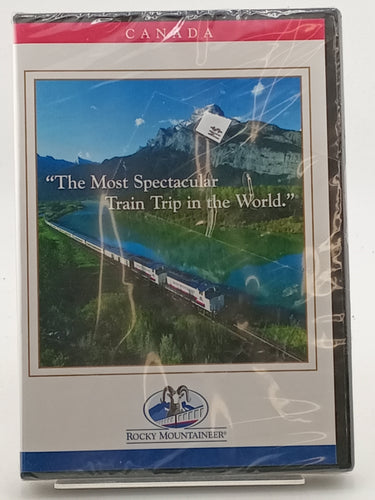 CANADA
“The Most Spectacular
Train Trip in the World.”
ROCKY MOUNTAINEER®